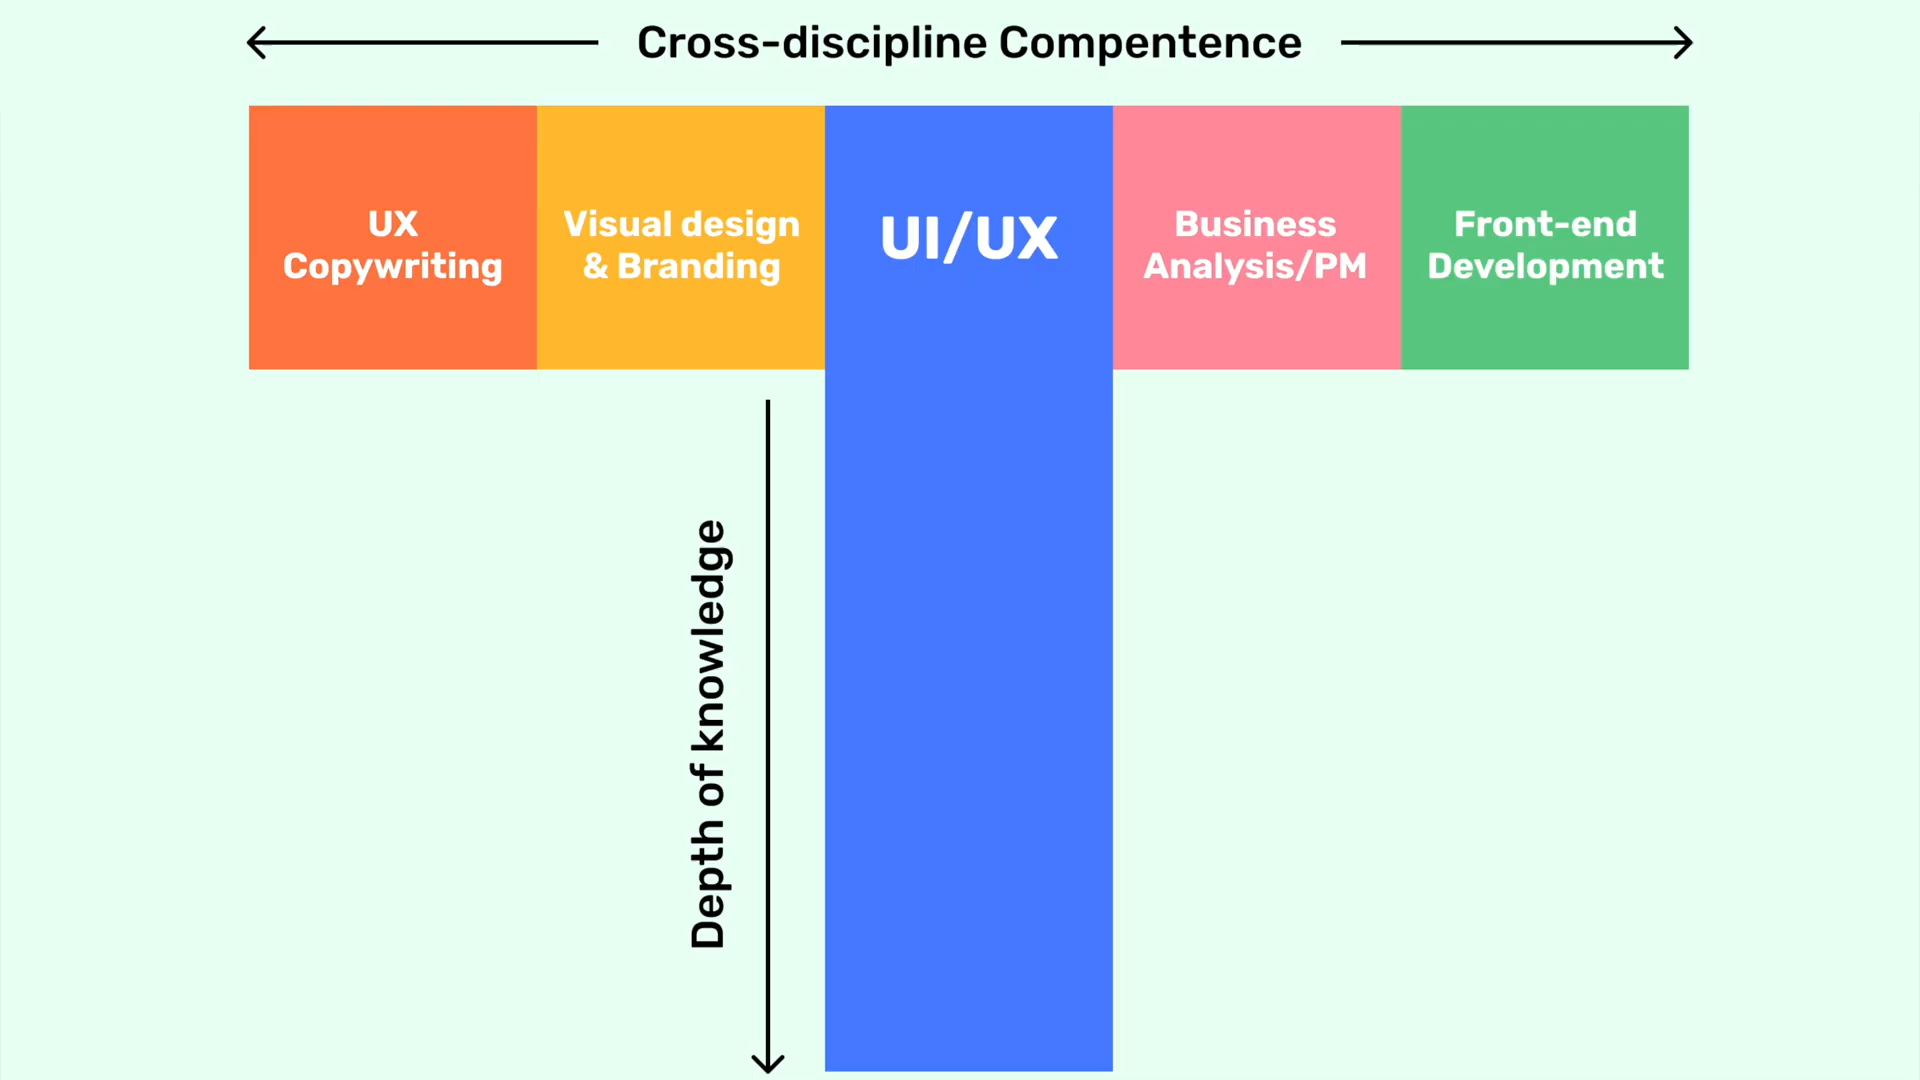 Cross-discipline Compentence
UX
Copywriting
Visual design
& Branding
UI/UX
Business
Analysis/PM
Front-end
Development
Depth of knowledge